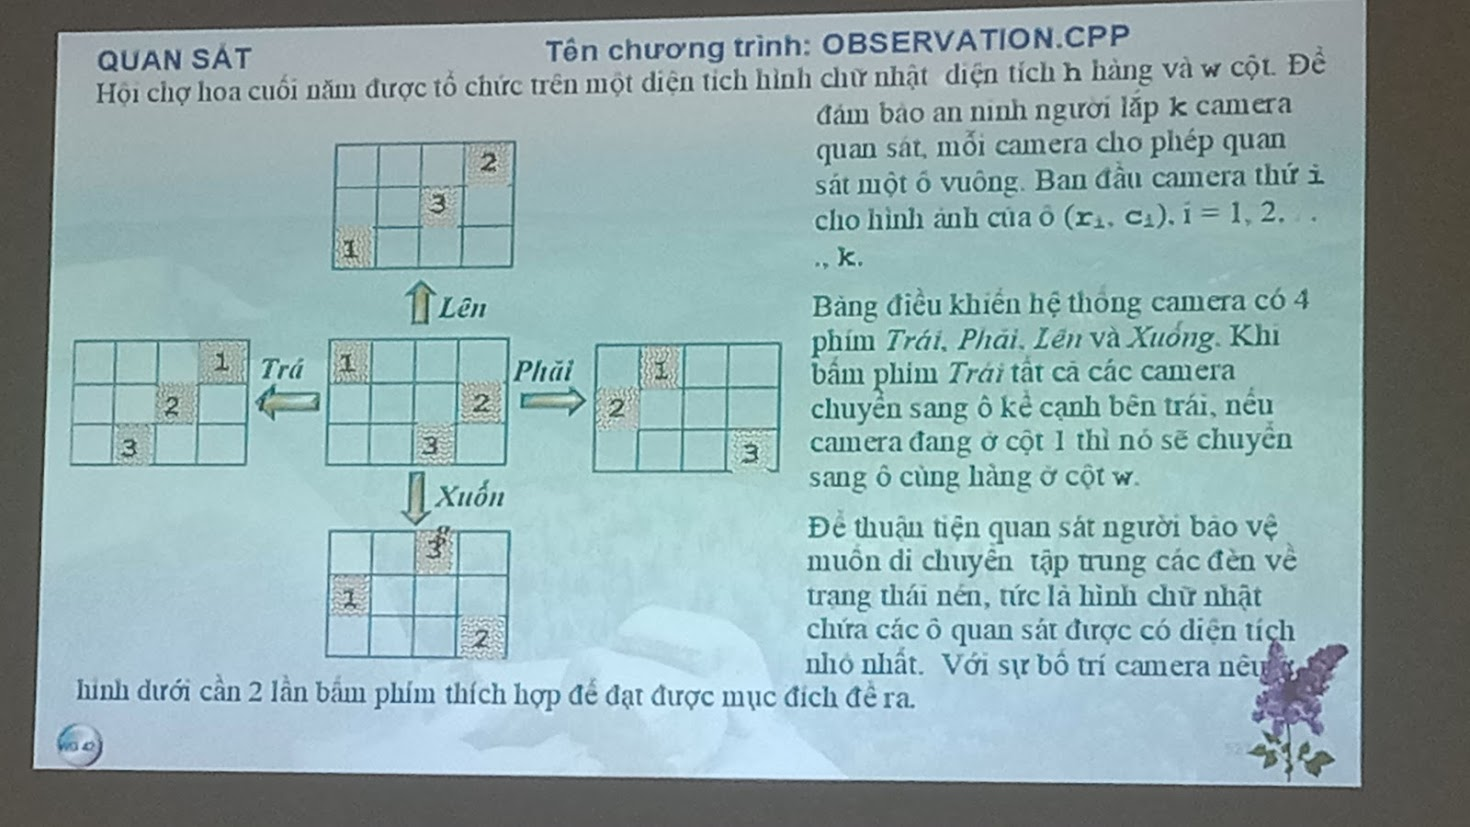 QUAN SÁT
Tên chương trình: OBSERVATION.CPP
Hội chợ hoa cuối năm được tổ chức trên một diện tích hình chữ nhật diện tích h hàng và w cột. Để
đảm bảo an ninh người lắp k camera
quan sát, mỗi camera cho phép quan
sát một ô vuông. Ban đầu camera thứ i
cho hình ảnh của ô (ri, ci), i = 1, 2, . .
., k.
2
3
1
Lên
1
2
3
Trá
1
2
3
Phải
1
2
3
Xuốn
g
3
1
2
Bảng điều khiển hệ thống camera có 4
phím Trái, Phải, Lên và Xuống. Khi
bấm phim Trái tất cả các camera
chuyển sang ô kề cạnh bên trái, nếu
camera đang ở cột 1 thì nó sẽ chuyển
sang ô cùng hàng ở cột w.
Để thuận tiện quan sát người bảo vệ
muốn di chuyển tập trung các đèn về
trạng thái nén, tức là hình chữ nhật
chứa các ô quan sát được có diện tích
nhỏ nhất. Với sự bố trí camera nêu ở
hình dưới cần 2 lần bấm phím thích hợp để đạt được mục đích đề ra.
WG 42